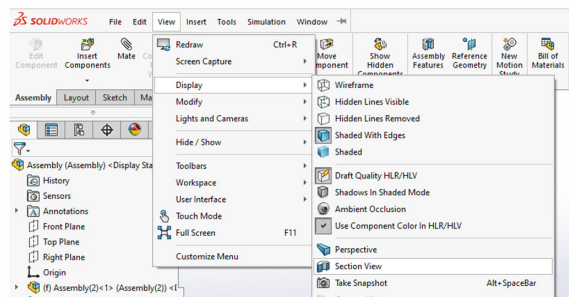 SOLIDWORKS File Edit View Insert Tools Simulation Window
Edit Component
Insert Components
Mate
Move
Show Hidden Components
Assembly Features
Reference Geometry
New Motion Study
Bill of Materials
Assembly Layout Sketch
Redraw Ctrl+R
Screen Capture
Display
Modify
Lights and Cameras
Hide / Show
Toolbars
Workspace
User Interface
Touch Mode
Full Screen F11
Customize Menu
Wireframe
Hidden Lines Visible
Hidden Lines Removed
Shaded With Edges
Shaded
Draft Quality HLR/HLV
Shadows In Shaded Mode
Ambient Occlusion
Use Component Color In HLR/HLV
Perspective
Section View
Take Snapshot Alt+SpaceBar
Assembly (Assembly) <Display Sta
History
Sensors
Annotations
Front Plane
Top Plane
Right Plane
Origin
(f) Assembly(2)<1> (Assembly(2)) <[